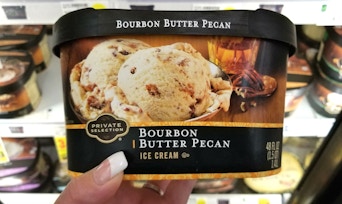 BOURBON BUTTER PECAN
PRIVATE
SELECTION
BOURBON
BUTTER PECAN
ICE CREAM